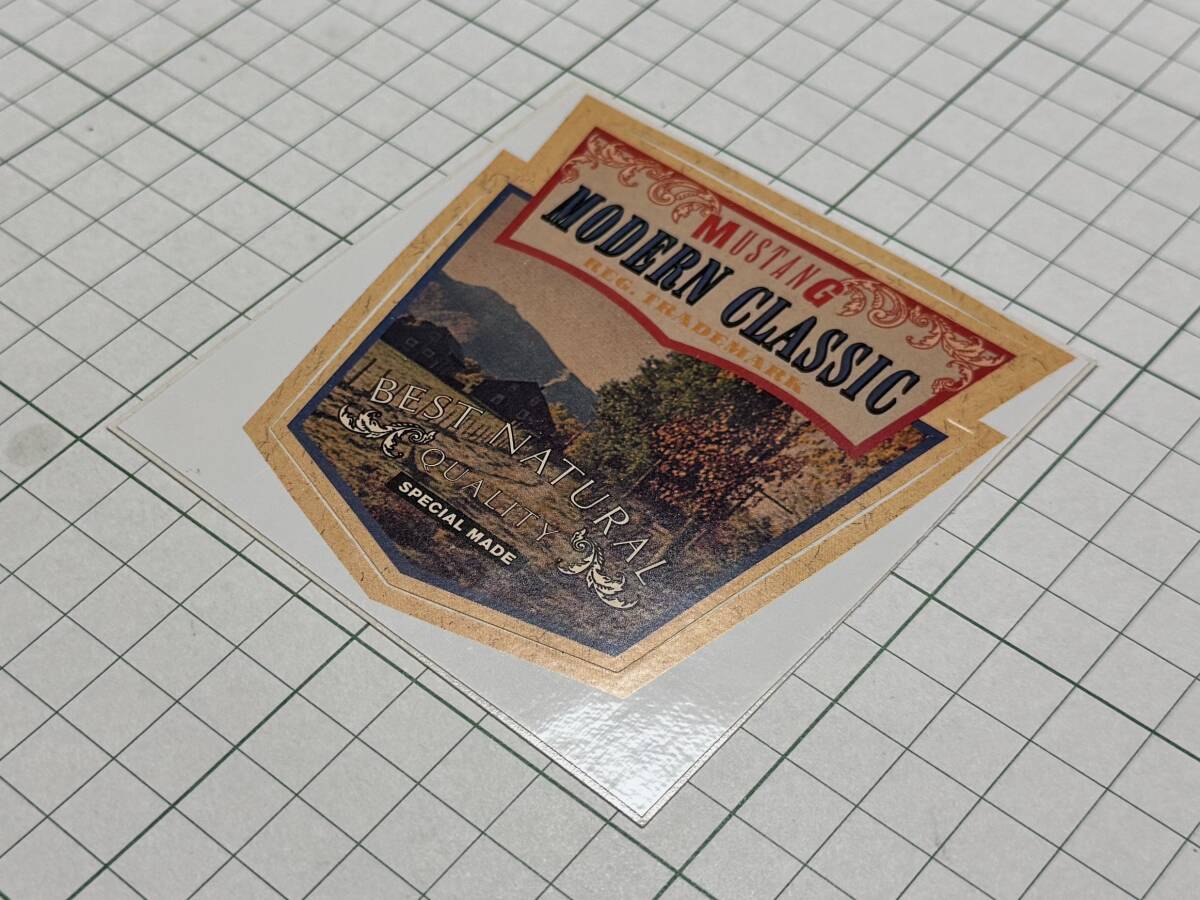 MUSTANG
MODERN CLASSIC
REG. TRADEMARK
BEST NATURAL
QUALITY
SPECIAL MADE